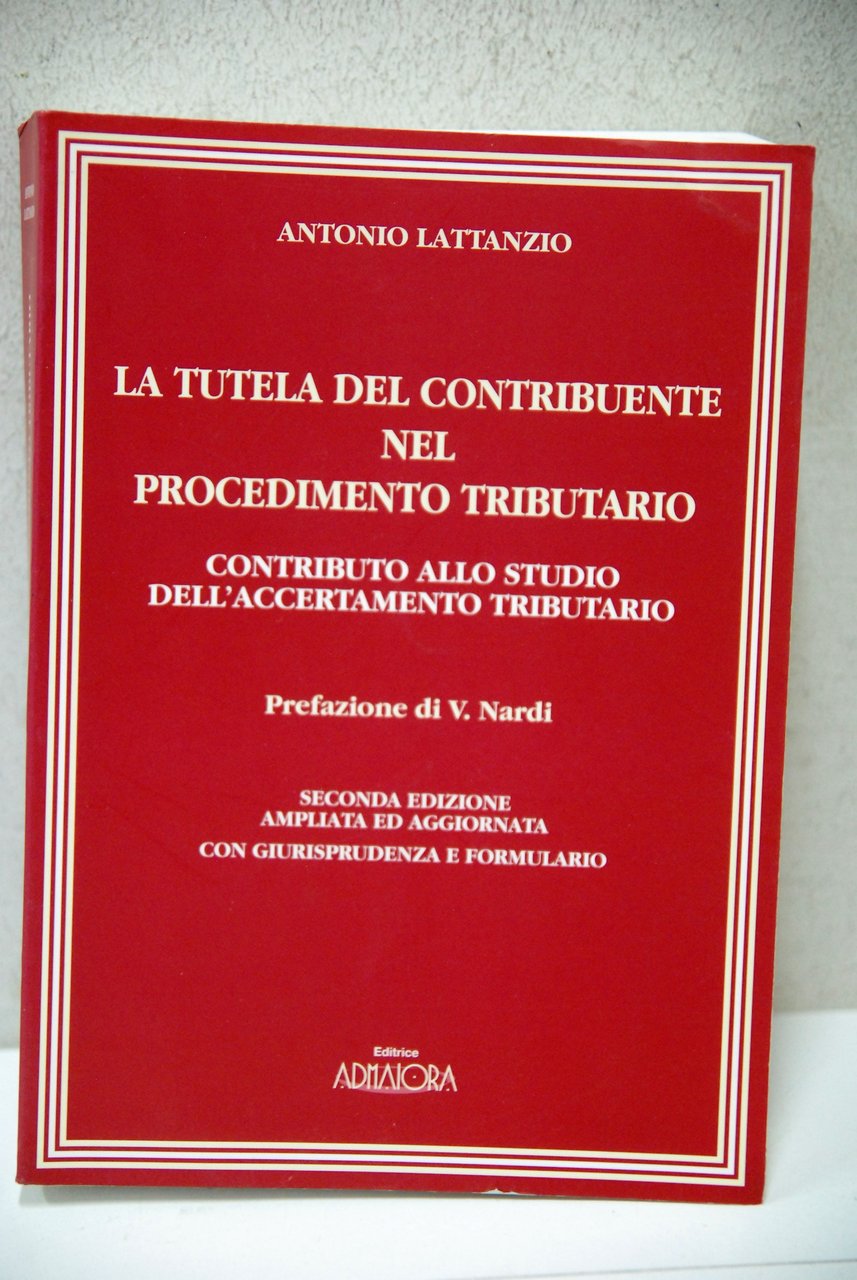 ANTONIO LATTANZIO
LA TUTELA DEL CONTRIBUENTE
NEL
PROCEDIMENTO TRIBUTARIO
CONTRIBUTO ALLO STUDIO
DELL'ACCERTAMENTO TRIBUTARIO
Prefazione di V. Nardi
SECONDA EDIZIONE
AMPLIATA ED AGGIORNATA
CON GIURISPRUDENZA E FORMULARIO
Editrice
ADMAIORA